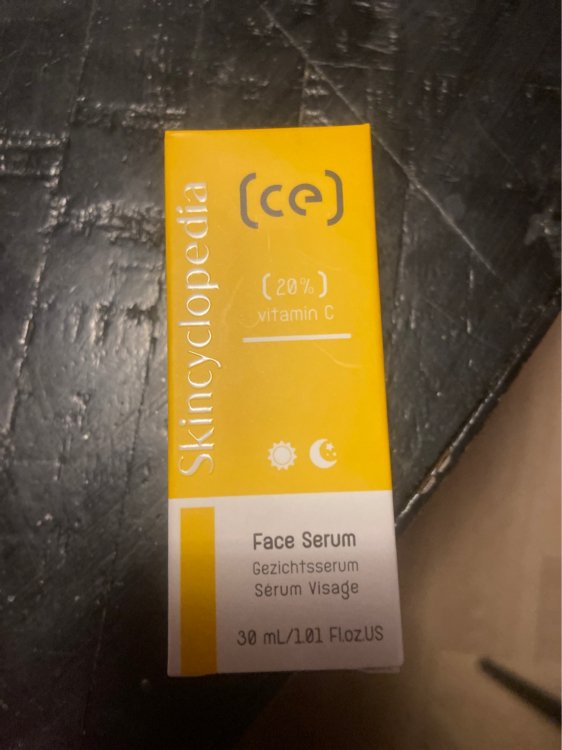 Skincyclopedia
(ce)
(20%)
vitamin C
Face Serum
Gezichtsserum
Sérum Visage
30 mL/1.01 Fl.oz.US